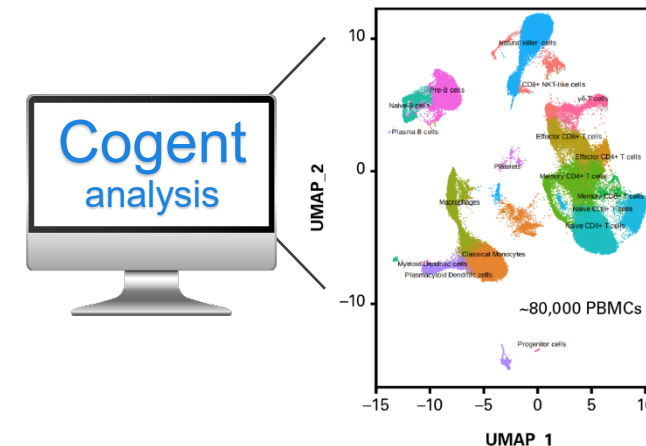 Cogent
analysis
UMAP_2
10
0
−10
Natural killer cells
CD8+ NKT-like cells
Pre-B cells
Naive B cells
Plasma B cells
γδ-T cells
Effector CD8+ T cells
Effector CD4+ T cells
Platelets
Memory CD4+ T cells
Memory CD8+ T cells
Naive CD8+ T cells
Naive CD4+ T cells
Macrophages
Classical Monocytes
Myeloid Dendritic cells
Plasmacytoid Dendritic cells
~80,000 PBMCs
Progenitor cells
−15 −10 −5 0 5 10
UMAP_1